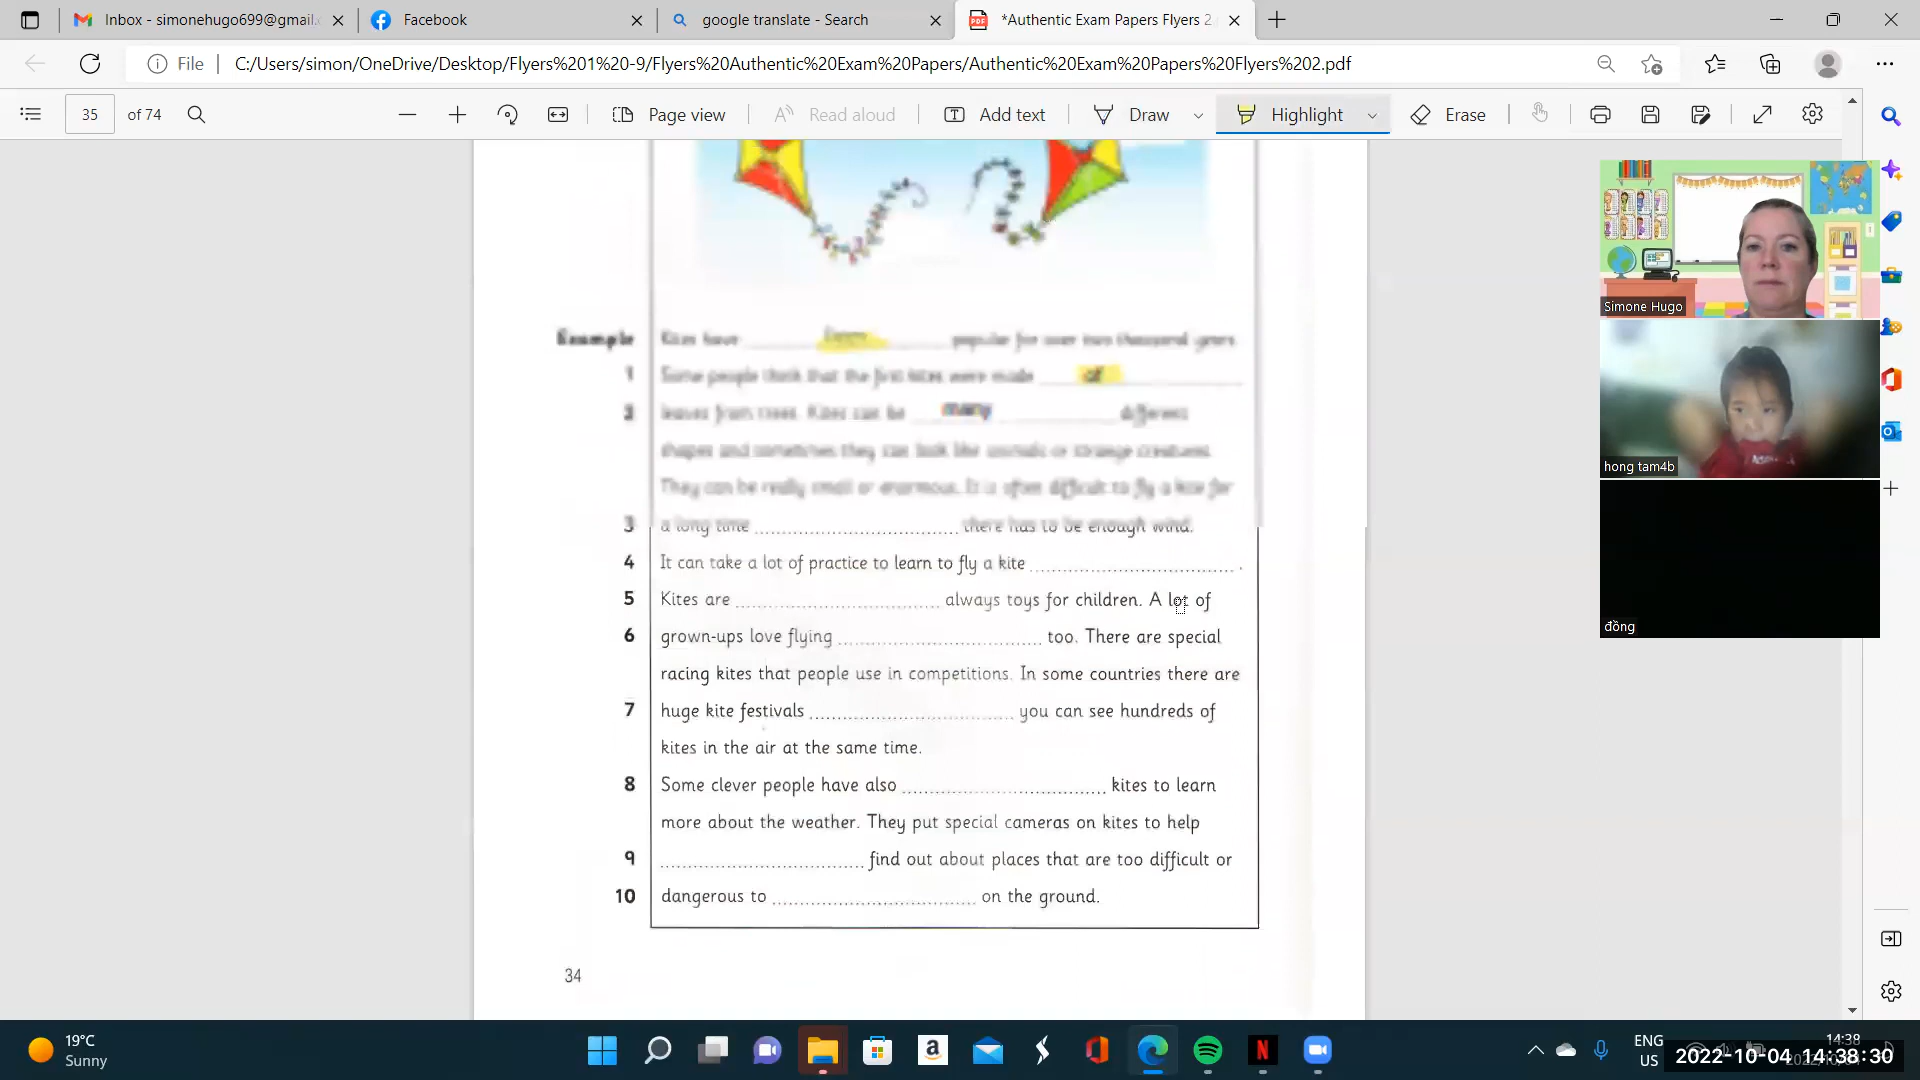 Inbox - simonehugo699@gmail.
Facebook
google translate - Search
*Authentic Exam Papers Flyers 2
File C:/Users/simon/OneDrive/Desktop/Flyers%201%20-9/Flyers%20Authentic%20Exam%20Papers/Authentic%20Exam%20Papers%20Flyers%202.pdf
35 of 74 Page view Read aloud Add text Draw Highlight Erase
Example Kites have popular for over two thousand years.
1 Some people think that the first kites were made of
2 leaves from trees. Kites can be many different
shapes and sometimes they can look like animals or strange creatures.
They can be really small or enormous. It is often difficult to fly a kite for
3 a long time there has to be enough wind.
4 It can take a lot of practice to learn to fly a kite .
5 Kites are always toys for children. A lot of
6 grown-ups love flying too. There are special
racing kites that people use in competitions. In some countries there are
7 huge kite festivals you can see hundreds of
kites in the air at the same time.
8 Some clever people have also kites to learn
more about the weather. They put special cameras on kites to help
9 find out about places that are too difficult or
10 dangerous to on the ground.
34
Simone Hugo
hong tam4b
đồng
19°C
Sunny
ENG
US
14:38
2022-10-04 14:38:30